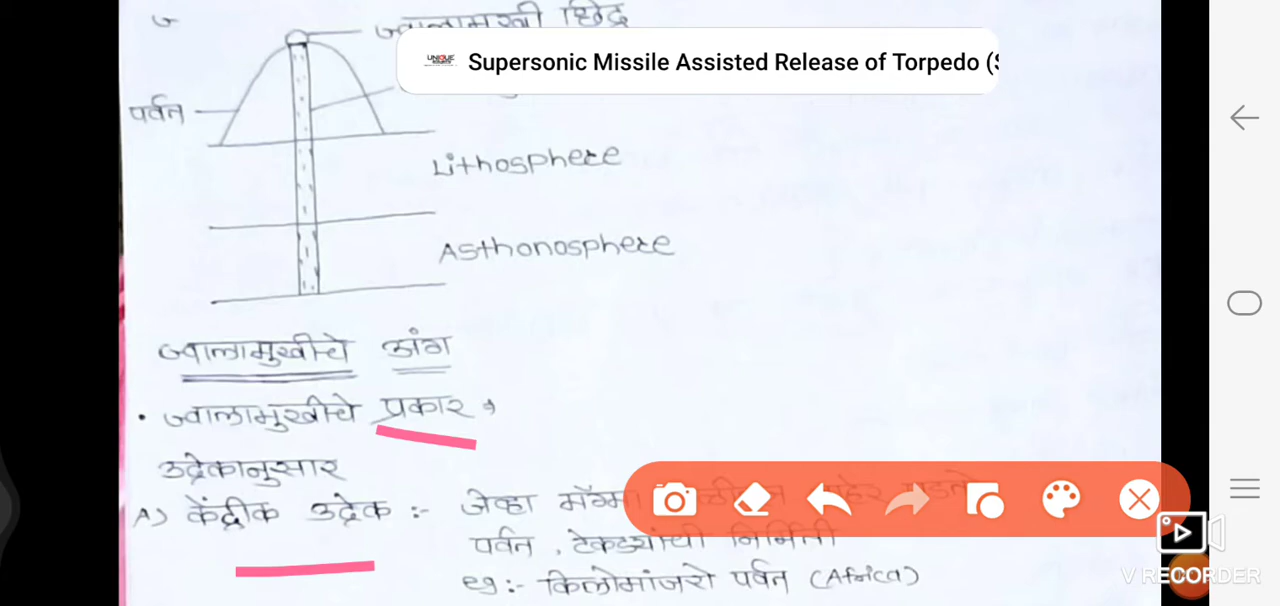 ज्वालामुखी छिद्र
UNIQUE
Supersonic Missile Assisted Release of Torpedo (S
पर्वत
Lithosphere
Asthonosphere
ज्वालामुखीचे अंग
• ज्वालामुखीचे प्रकार
उद्रेकानुसार
A) केंद्रीक उद्रेक :- जेव्हा मॅग्मा
पर्वत , टेकड्यांची निर्मिती
eg:- किलोमांजरो पर्वत (Africa)
V RECORDER